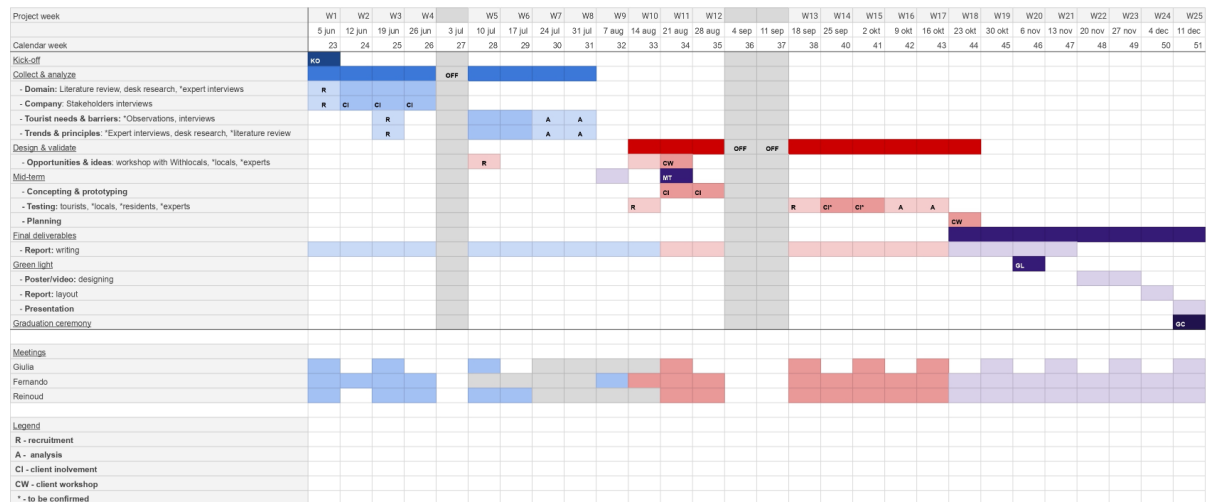 Project week W1 W2 W3 W4 W5 W6 W7 W8 W9 W10 W11 W12 W13 W14 W15 W16 W17 W18 W19 W20 W21 W22 W23 W24 W25
5 jun 12 jun 19 jun 26 jun 3 jul 10 jul 17 jul 24 jul 31 jul 7 aug 14 aug 21 aug 28 aug 4 sep 11 sep 18 sep 25 sep 2 okt 9 okt 16 okt 23 okt 30 okt 6 nov 13 nov 20 nov 27 nov 4 dec 11 dec
Calendar week 23 24 25 26 27 28 29 30 31 32 33 34 35 36 37 38 40 41 42 43 44 45 46 47 48 49 50 51
Kick-off KO
Collect & analyze OFF
- Domain: Literature review, desk research, *expert interviews R
- Company: Stakeholders interviews R CI CI CI
- Tourist needs & barriers: *Observations, interviews R A A
- Trends & principles: *Expert interviews, desk research, *literature review R A A
Design & validate OFF OFF
- Opportunities & ideas: workshop with Withlocals, *locals, *experts R CW
Mid-term MT
- Concepting & prototyping CI CI
- Testing: tourists, *locals, *residents, *experts R R CI* CI* A A
- Planning CW
Final deliverables
- Report: writing
Green light GL
- Poster/video: designing
- Report: layout
- Presentation
Graduation ceremony GC
Meetings
Giulia
Fernando
Reinoud
Legend
R - recruitment
A - analysis
CI - client inolvement
CW - client workshop
* - to be confirmed